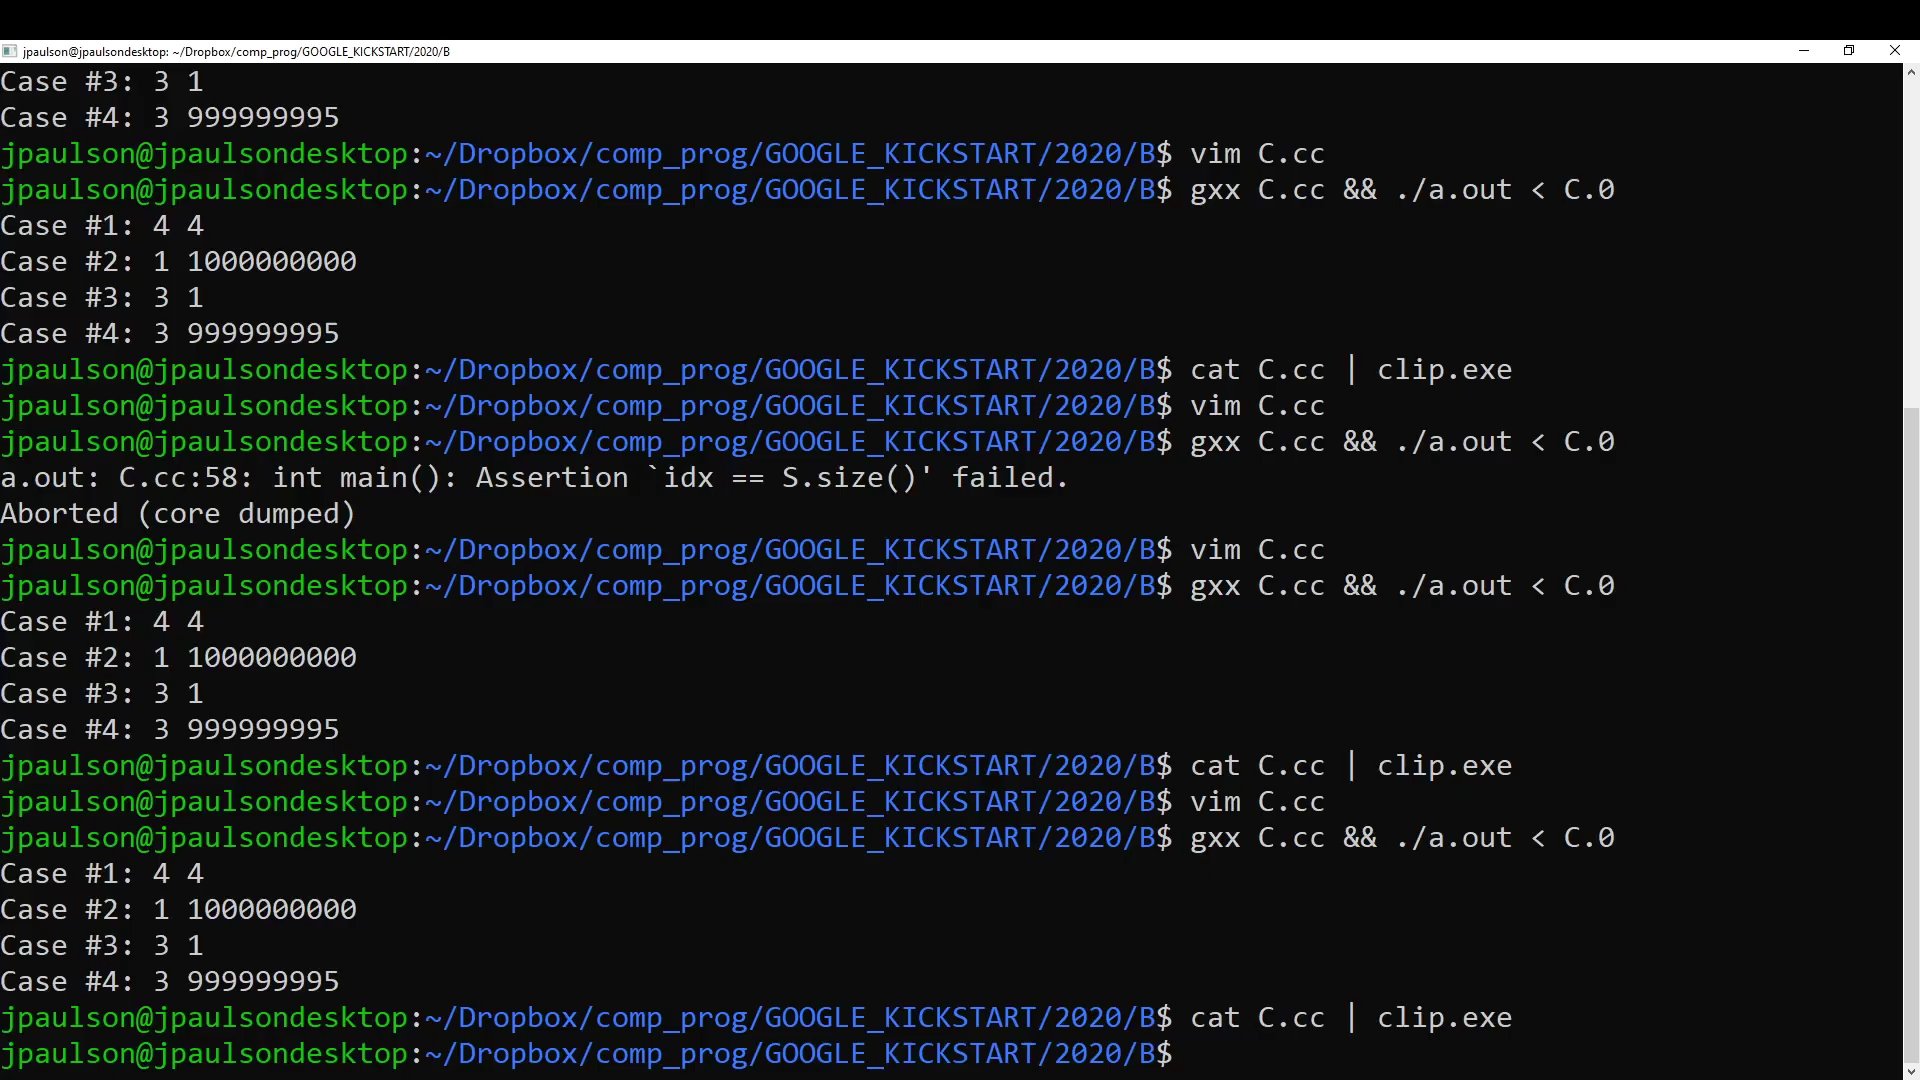 jpaulson@jpaulsondesktop: ~/Dropbox/comp_prog/GOOGLE_KICKSTART/2020/B
Case #3: 3 1
Case #4: 3 999999995
jpaulson@jpaulsondesktop:~/Dropbox/comp_prog/GOOGLE_KICKSTART/2020/B$ vim C.cc
jpaulson@jpaulsondesktop:~/Dropbox/comp_prog/GOOGLE_KICKSTART/2020/B$ gxx C.cc && ./a.out < C.0
Case #1: 4 4
Case #2: 1 1000000000
Case #3: 3 1
Case #4: 3 999999995
jpaulson@jpaulsondesktop:~/Dropbox/comp_prog/GOOGLE_KICKSTART/2020/B$ cat C.cc | clip.exe
jpaulson@jpaulsondesktop:~/Dropbox/comp_prog/GOOGLE_KICKSTART/2020/B$ vim C.cc
jpaulson@jpaulsondesktop:~/Dropbox/comp_prog/GOOGLE_KICKSTART/2020/B$ gxx C.cc && ./a.out < C.0
a.out: C.cc:58: int main(): Assertion `idx == S.size()' failed.
Aborted (core dumped)
jpaulson@jpaulsondesktop:~/Dropbox/comp_prog/GOOGLE_KICKSTART/2020/B$ vim C.cc
jpaulson@jpaulsondesktop:~/Dropbox/comp_prog/GOOGLE_KICKSTART/2020/B$ gxx C.cc && ./a.out < C.0
Case #1: 4 4
Case #2: 1 1000000000
Case #3: 3 1
Case #4: 3 999999995
jpaulson@jpaulsondesktop:~/Dropbox/comp_prog/GOOGLE_KICKSTART/2020/B$ cat C.cc | clip.exe
jpaulson@jpaulsondesktop:~/Dropbox/comp_prog/GOOGLE_KICKSTART/2020/B$ vim C.cc
jpaulson@jpaulsondesktop:~/Dropbox/comp_prog/GOOGLE_KICKSTART/2020/B$ gxx C.cc && ./a.out < C.0
Case #1: 4 4
Case #2: 1 1000000000
Case #3: 3 1
Case #4: 3 999999995
jpaulson@jpaulsondesktop:~/Dropbox/comp_prog/GOOGLE_KICKSTART/2020/B$ cat C.cc | clip.exe
jpaulson@jpaulsondesktop:~/Dropbox/comp_prog/GOOGLE_KICKSTART/2020/B$